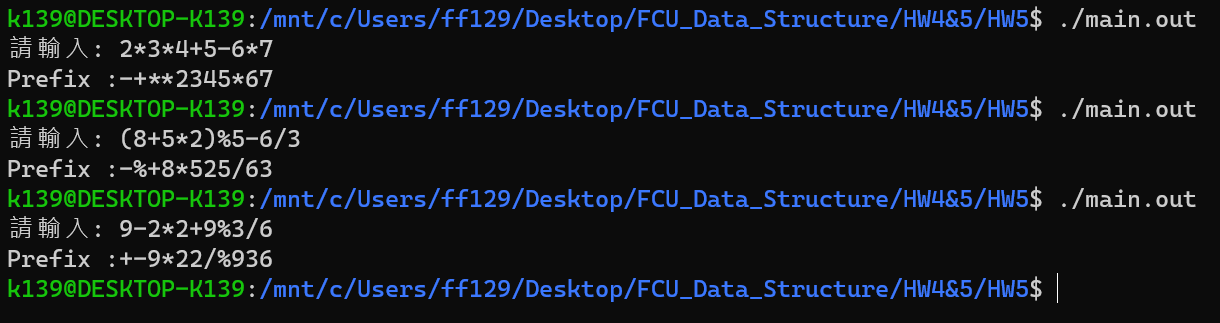 k139@DESKTOP-K139:/mnt/c/Users/ff129/Desktop/FCU_Data_Structure/HW4&5/HW5$ ./main.out
請輸入: 2*3*4+5-6*7
Prefix :-+**2345*67
k139@DESKTOP-K139:/mnt/c/Users/ff129/Desktop/FCU_Data_Structure/HW4&5/HW5$ ./main.out
請輸入: (8+5*2)%5-6/3
Prefix :-%+8*525/63
k139@DESKTOP-K139:/mnt/c/Users/ff129/Desktop/FCU_Data_Structure/HW4&5/HW5$ ./main.out
請輸入: 9-2*2+9%3/6
Prefix :+-9*22/%936
k139@DESKTOP-K139:/mnt/c/Users/ff129/Desktop/FCU_Data_Structure/HW4&5/HW5$